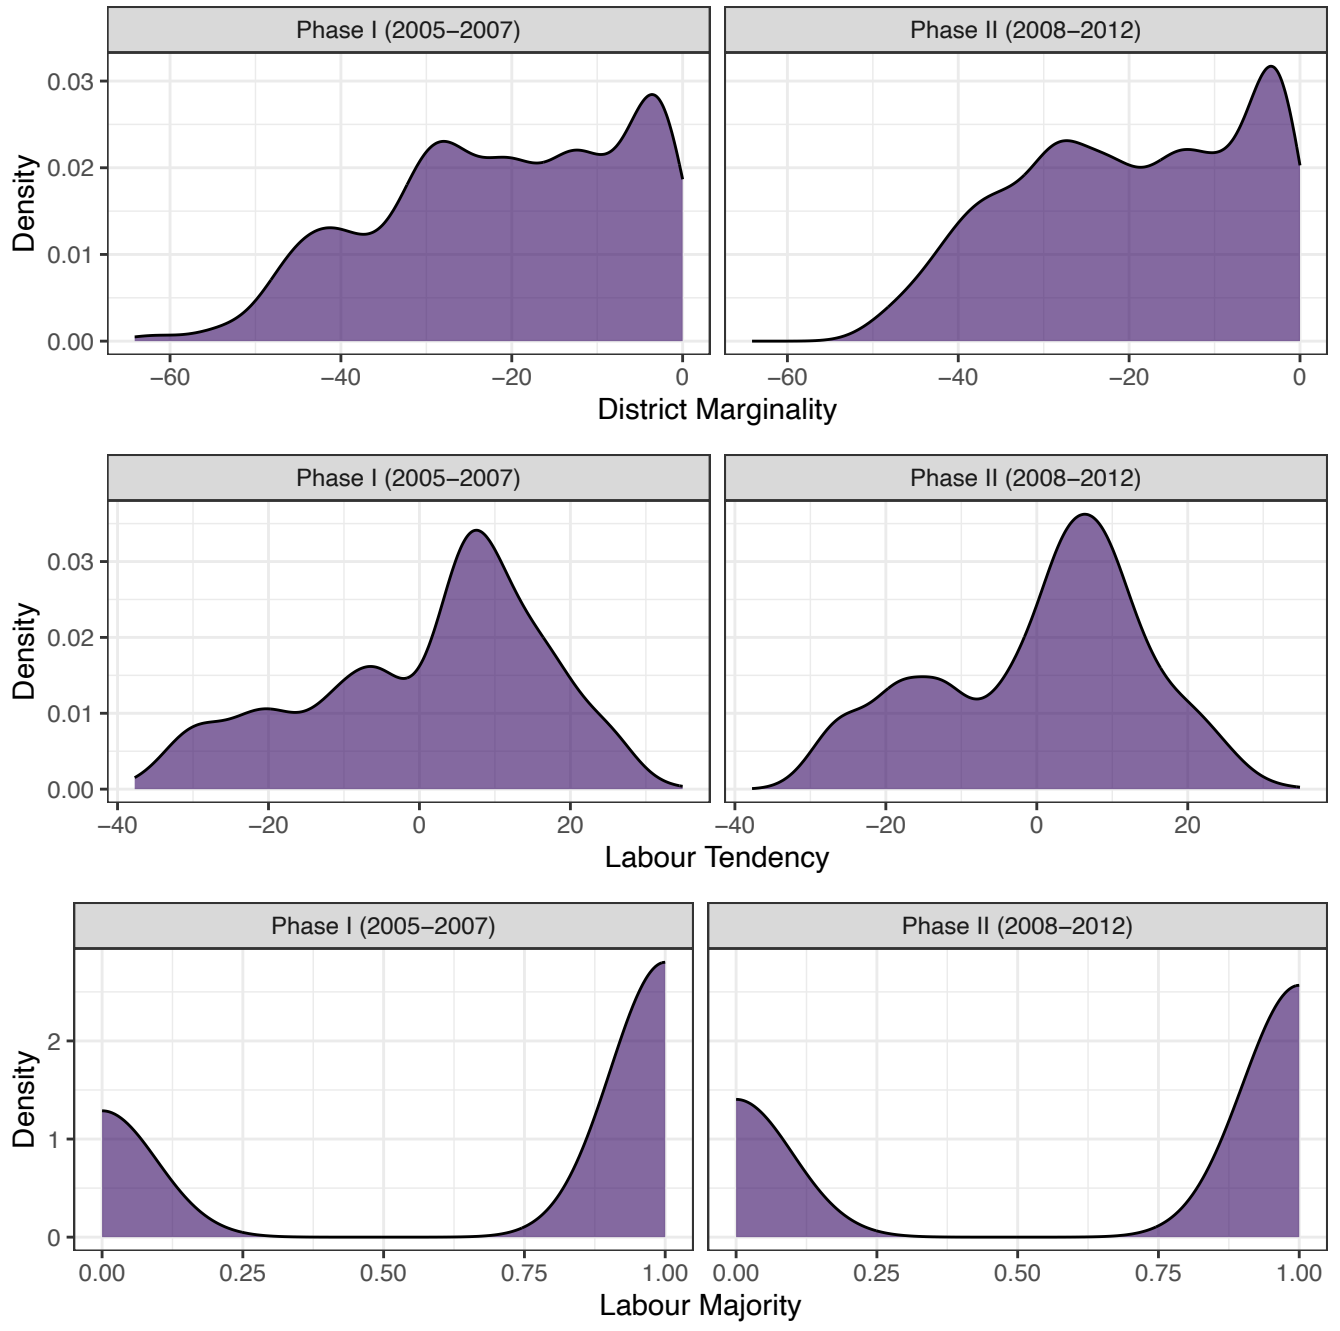 Phase I (2005−2007) Phase II (2008−2012)
0.03
0.02
0.01
0.00
Density
−60 −40 −20 0 −60 −40 −20 0
District Marginality
Phase I (2005−2007) Phase II (2008−2012)
0.03
0.02
0.01
0.00
Density
−40 −20 0 20 −40 −20 0 20
Labour Tendency
Phase I (2005−2007) Phase II (2008−2012)
2
1
0
Density
0.00 0.25 0.50 0.75 1.00 0.00 0.25 0.50 0.75 1.00
Labour Majority